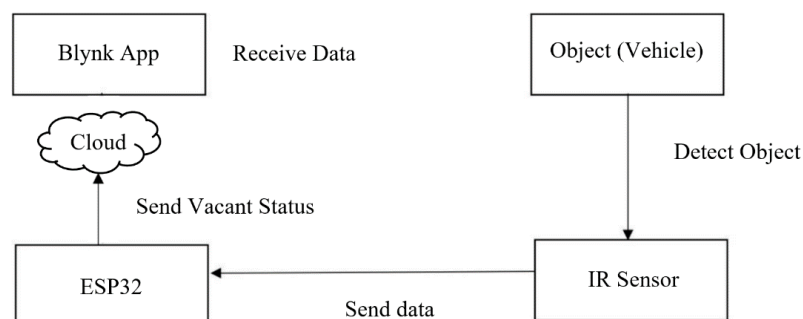 Blynk App
Receive Data
Object (Vehicle)
Cloud
Detect Object
Send Vacant Status
ESP32
IR Sensor
Send data